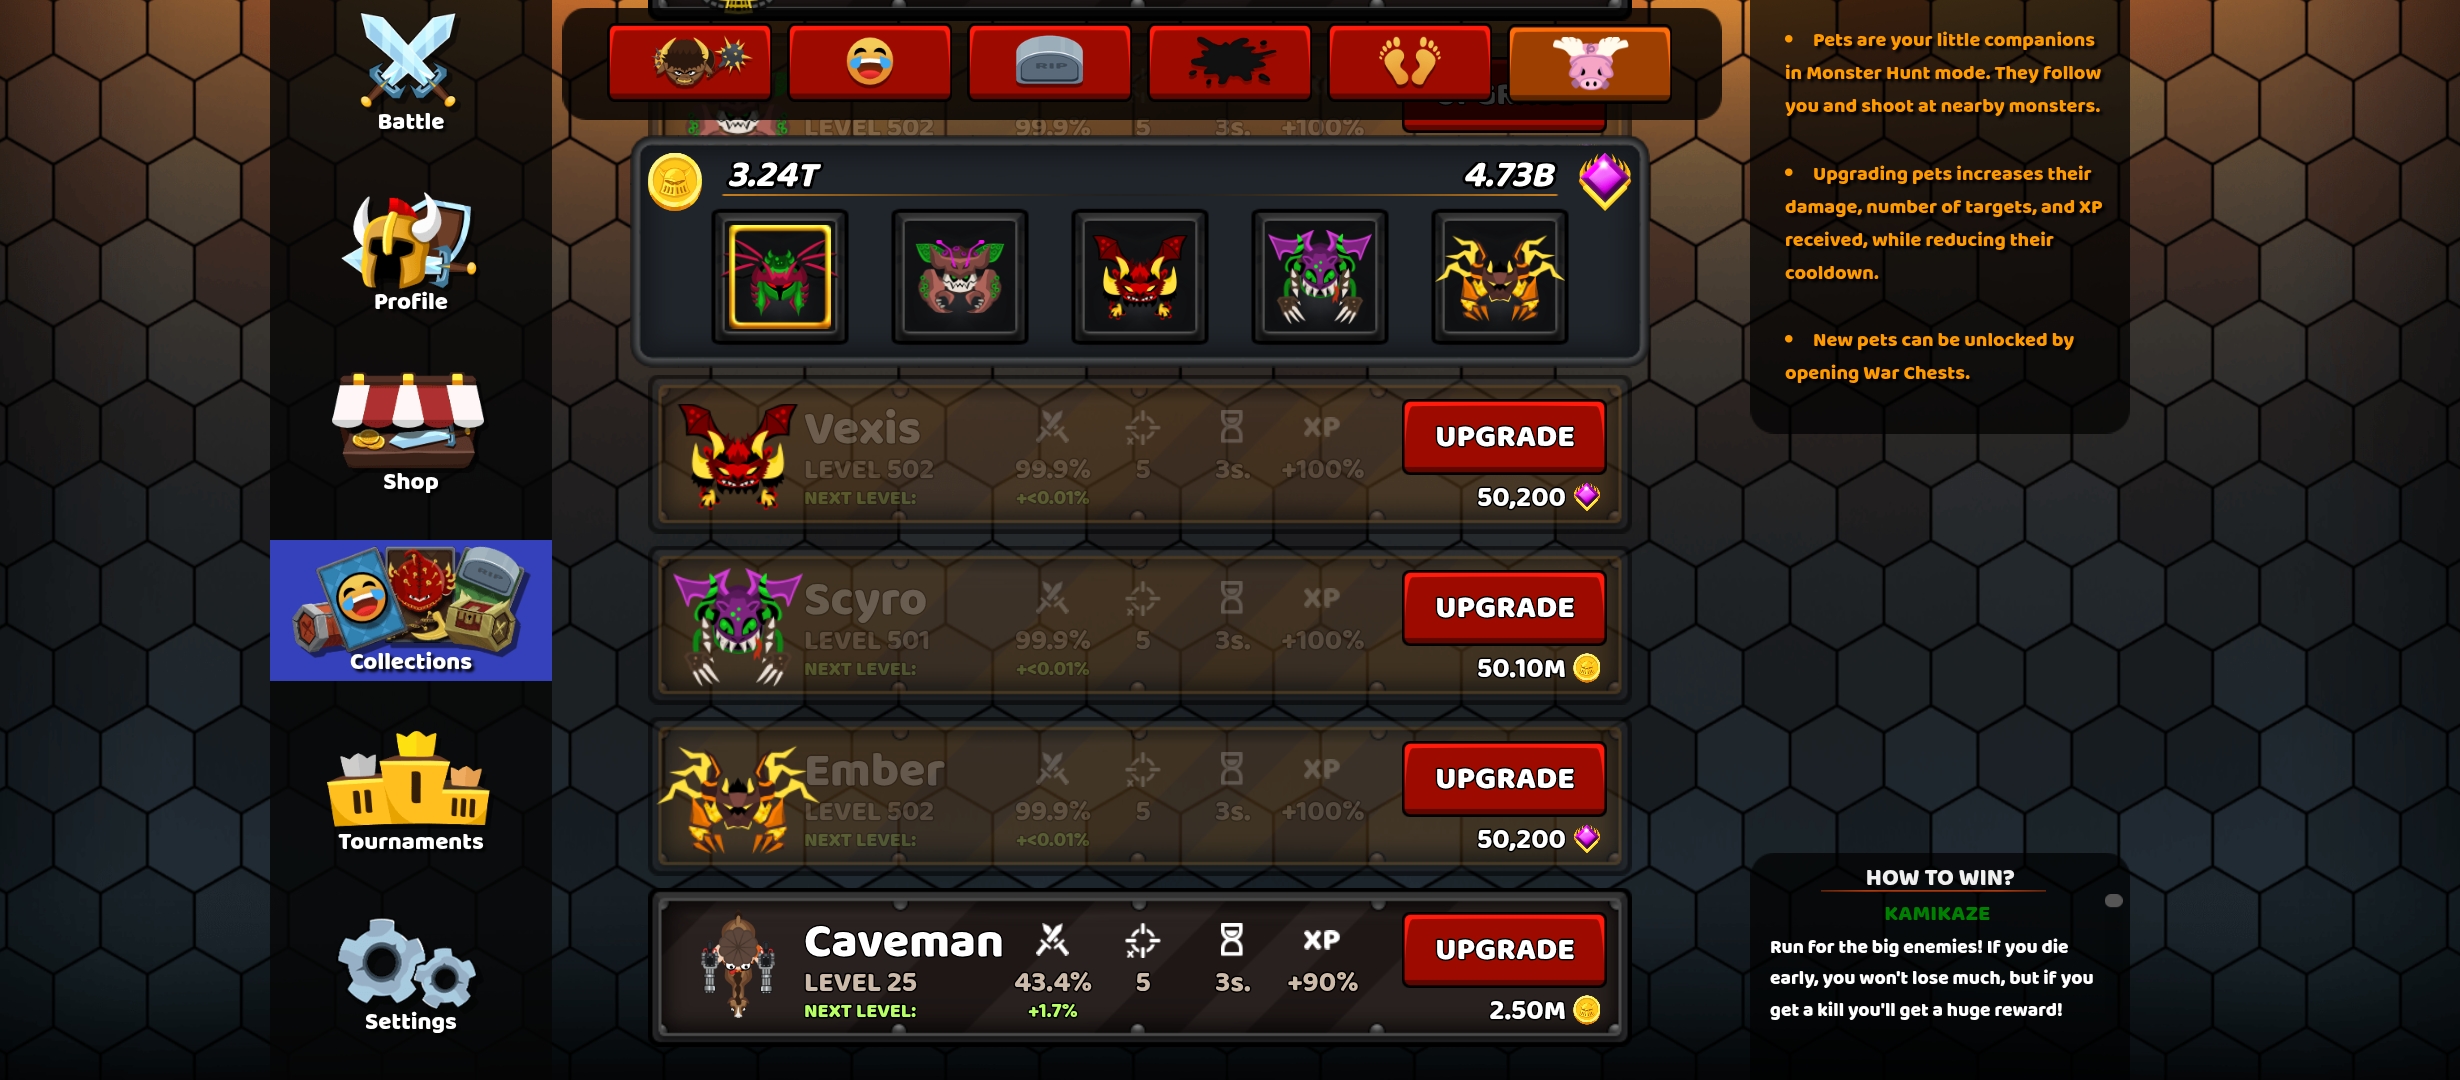 Battle
Profile
Shop
Collections
Tournaments
Settings
RIP
LEVEL 502 99.9% 5 3s. +100%
3.24T
4.73B
Vexis XP
LEVEL 502 99.9% 5 3s. +100%
NEXT LEVEL: +<0.01%
UPGRADE
50,200
Scyro XP
LEVEL 501 99.9% 5 3s. +100%
NEXT LEVEL: +<0.01%
UPGRADE
50.10M
Ember XP
LEVEL 502 99.9% 5 3s. +100%
NEXT LEVEL: +<0.01%
UPGRADE
50,200
Caveman XP
LEVEL 25 43.4% 5 3s. +90%
NEXT LEVEL: +1.7%
UPGRADE
2.50M
• Pets are your little companions
in Monster Hunt mode. They follow
you and shoot at nearby monsters.
• Upgrading pets increases their
damage, number of targets, and XP
received, while reducing their
cooldown.
• New pets can be unlocked by
opening War Chests.
HOW TO WIN?
KAMIKAZE
Run for the big enemies! If you die
early, you won't lose much, but if you
get a kill you'll get a huge reward!